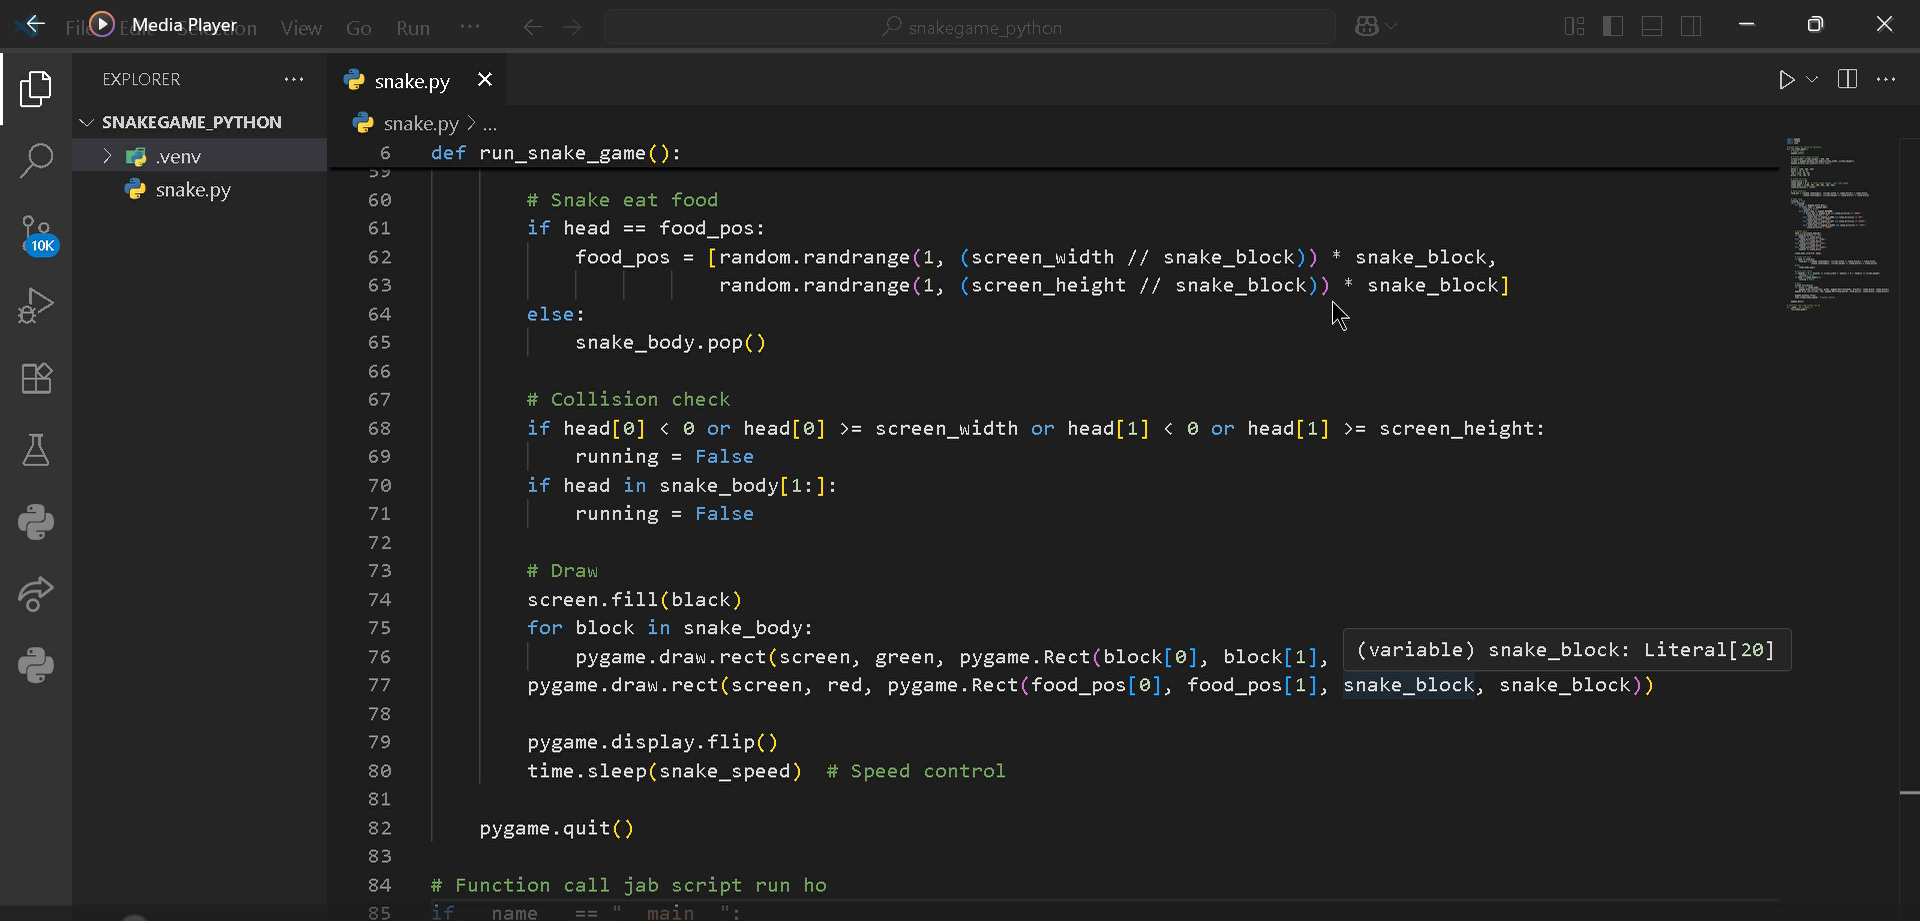 Media Player
View Go Run ···
snakegame_python
EXPLORER ···
SNAKEGAME_PYTHON
.venv
snake.py
10K
snake.py
snake.py > ...
6 def run_snake_game():
59
60 # Snake eat food
61 if head == food_pos:
62 food_pos = [random.randrange(1, (screen_width // snake_block)) * snake_block,
63 random.randrange(1, (screen_height // snake_block)) * snake_block]
64 else:
65 snake_body.pop()
66
67 # Collision check
68 if head[0] < 0 or head[0] >= screen_width or head[1] < 0 or head[1] >= screen_height:
69 running = False
70 if head in snake_body[1:]:
71 running = False
72
73 # Draw
74 screen.fill(black)
75 for block in snake_body:
76 pygame.draw.rect(screen, green, pygame.Rect(block[0], block[1],
(variable) snake_block: Literal[20]
77 pygame.draw.rect(screen, red, pygame.Rect(food_pos[0], food_pos[1], snake_block, snake_block))
78
79 pygame.display.flip()
80 time.sleep(snake_speed) # Speed control
81
82 pygame.quit()
83
84 # Function call jab script run ho
85 if __name__ == "__main__":